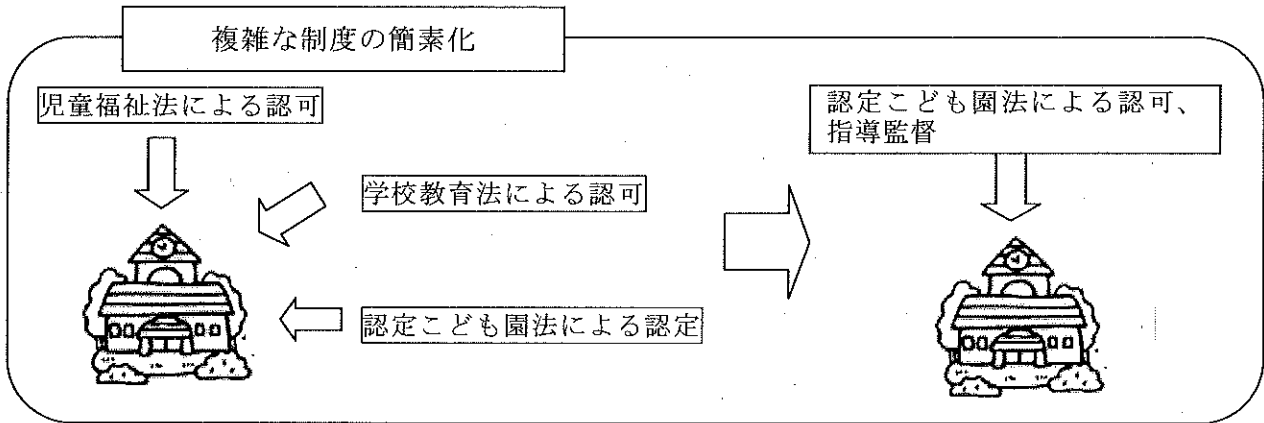 複雑な制度の簡素化
児童福祉法による認可
学校教育法による認可
認定こども園法による認定
認定こども園法による認可、
指導監督